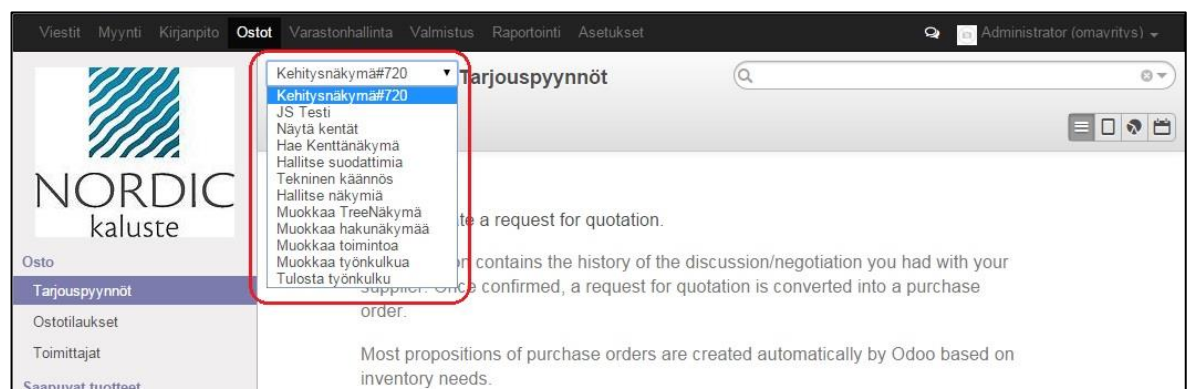 Viestit Myynti Kirjanpito Ostot Varastonhallinta Valmistus Raportointi Asetukset Administrator (omayritys)
Kehitysnäkymä#720 Tarjouspyynnöt
Kehitysnäkymä#720
JS Testi
Näytä kentät
Hae Kenttänäkymä
Hallitse suodattimia
Tekninen käännös
Hallitse näkymiä
Muokkaa TreeNäkymä
Muokkaa hakunäkymää
Muokkaa toimintoa
Muokkaa työnkulkua
Tulosta työnkulku
NORDIC
kaluste
Osto
Tarjouspyynnöt
Ostotilaukset
Toimittajat
Saapuvat tuotteet
a request for quotation.
contains the history of the discussion/negotiation you had with your
supplier. Once confirmed, a request for quotation is converted into a purchase
order.
Most propositions of purchase orders are created automatically by Odoo based on
inventory needs.